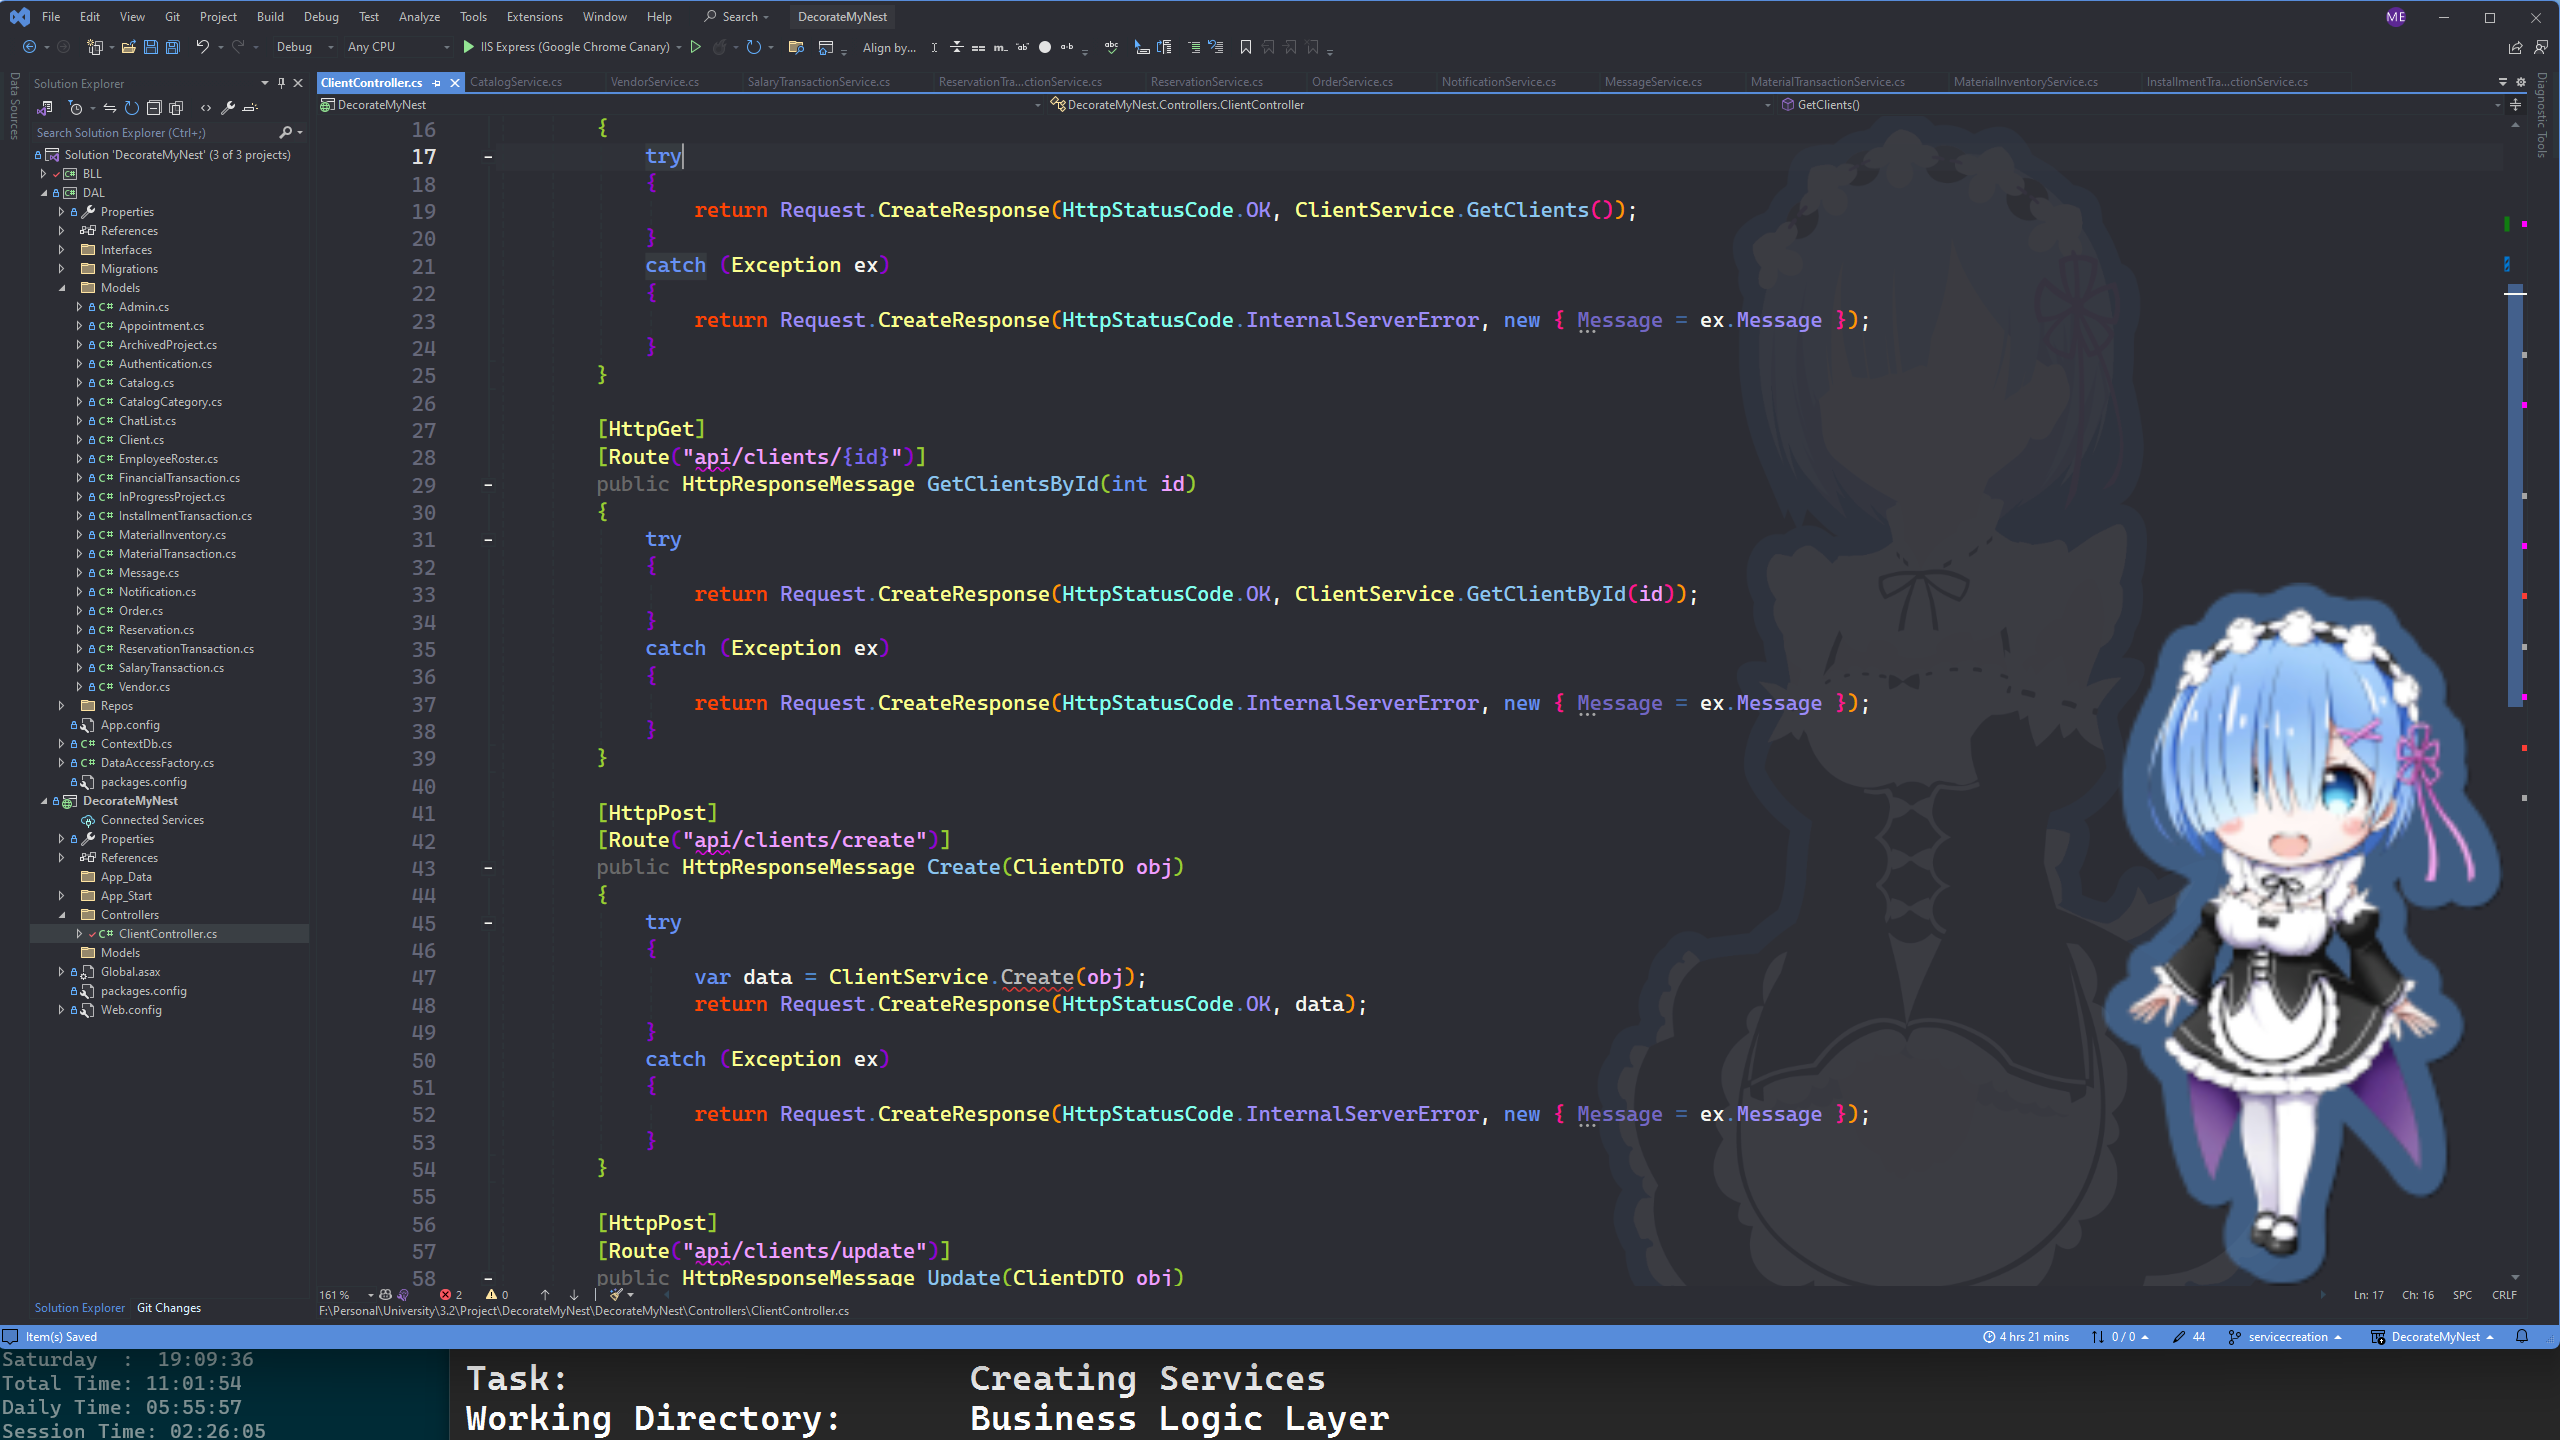 File Edit View Git Project Build Debug Test Analyze Tools Extensions Window Help Search DecorateMyNest ME
Debug Any CPU IIS Express (Google Chrome Canary) Align by...
Data Sources
Solution Explorer
Search Solution Explorer (Ctrl+;)
Solution 'DecorateMyNest' (3 of 3 projects)
BLL
DAL
Properties
References
Interfaces
Migrations
Models
C# Admin.cs
C# Appointment.cs
C# ArchivedProject.cs
C# Authentication.cs
C# Catalog.cs
C# CatalogCategory.cs
C# ChatList.cs
C# Client.cs
C# EmployeeRoster.cs
C# FinancialTransaction.cs
C# InProgressProject.cs
C# InstallmentTransaction.cs
C# MaterialInventory.cs
C# MaterialTransaction.cs
C# Message.cs
C# Notification.cs
C# Order.cs
C# Reservation.cs
C# ReservationTransaction.cs
C# SalaryTransaction.cs
C# Vendor.cs
Repos
App.config
C# ContextDb.cs
C# DataAccessFactory.cs
packages.config
DecorateMyNest
Connected Services
Properties
References
App_Data
App_Start
Controllers
C# ClientController.cs
Models
Global.asax
packages.config
Web.config
Solution Explorer Git Changes
ClientController.cs CatalogService.cs VendorService.cs SalaryTransactionService.cs ReservationTra...ctionService.cs ReservationService.cs OrderService.cs NotificationService.cs MessageService.cs MaterialTransactionService.cs MaterialInventoryService.cs InstallmentTra...ctionService.cs
DecorateMyNest DecorateMyNest.Controllers.ClientController GetClients()
Diagnostic Tools
16 {
17 try
18 {
19 return Request.CreateResponse(HttpStatusCode.OK, ClientService.GetClients());
20 }
21 catch (Exception ex)
22 {
23 return Request.CreateResponse(HttpStatusCode.InternalServerError, new { Message = ex.Message });
24 }
25 }
26
27 [HttpGet]
28 [Route("api/clients/{id}")]
29 public HttpResponseMessage GetClientsById(int id)
30 {
31 try
32 {
33 return Request.CreateResponse(HttpStatusCode.OK, ClientService.GetClientById(id));
34 }
35 catch (Exception ex)
36 {
37 return Request.CreateResponse(HttpStatusCode.InternalServerError, new { Message = ex.Message });
38 }
39 }
40
41 [HttpPost]
42 [Route("api/clients/create")]
43 public HttpResponseMessage Create(ClientDTO obj)
44 {
45 try
46 {
47 var data = ClientService.Create(obj);
48 return Request.CreateResponse(HttpStatusCode.OK, data);
49 }
50 catch (Exception ex)
51 {
52 return Request.CreateResponse(HttpStatusCode.InternalServerError, new { Message = ex.Message });
53 }
54 }
55
56 [HttpPost]
57 [Route("api/clients/update")]
58 public HttpResponseMessage Update(ClientDTO obj)
161 % 2 0 Ln: 17 Ch: 16 SPC CRLF
F:\Personal\University\3.2\Project\DecorateMyNest\DecorateMyNest\Controllers\ClientController.cs
Item(s) Saved 4 hrs 21 mins 0 / 0 44 servicecreation DecorateMyNest
Saturday : 19:09:36
Total Time: 11:01:54
Daily Time: 05:55:57
Session Time: 02:26:05
Task: Creating Services
Working Directory: Business Logic Layer